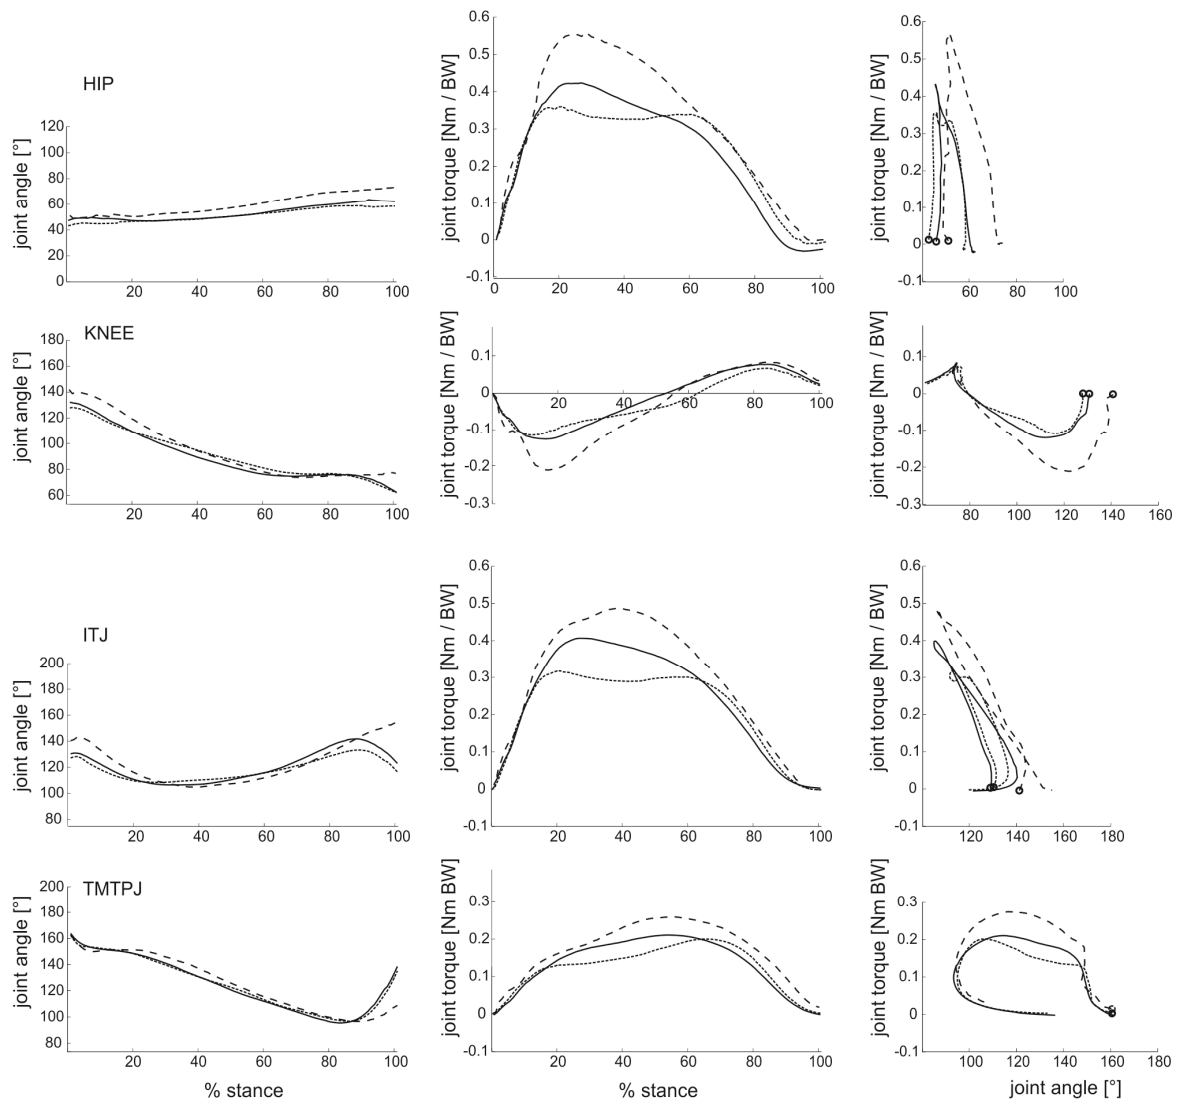 HIP
joint angle [°]
120
100
80
60
40
20
0
20 40 60 80 100
joint torque [Nm / BW]
0.6
0.5
0.4
0.3
0.2
0.1
0
-0.1
0 20 40 60 80 100
joint torque [Nm / BW]
0.6
0.5
0.4
0.3
0.2
0.1
0
-0.1
60 80 100
KNEE
joint angle [°]
180
160
140
120
100
80
60
20 40 60 80 100
joint torque [Nm / BW]
0.1
0
-0.1
-0.2
-0.3
20 40 60 80 100
joint torque [Nm / BW]
0.1
0
-0.1
-0.2
-0.3
80 100 120 140 160
ITJ
joint angle [°]
200
180
160
140
120
100
80
20 40 60 80 100
joint torque [Nm / BW]
0.6
0.5
0.4
0.3
0.2
0.1
0
-0.1
20 40 60 80 100
joint torque [Nm / BW]
0.6
0.5
0.4
0.3
0.2
0.1
0
-0.1
120 140 160 180
TMTPJ
joint angle [°]
200
180
160
140
120
100
80
20 40 60 80 100
% stance
joint torque [Nm BW]
0.3
0.2
0.1
0
-0.1
20 40 60 80 100
% stance
joint torque [Nm BW]
0.3
0.2
0.1
0
-0.1
100 120 140 160 180
joint angle [°]